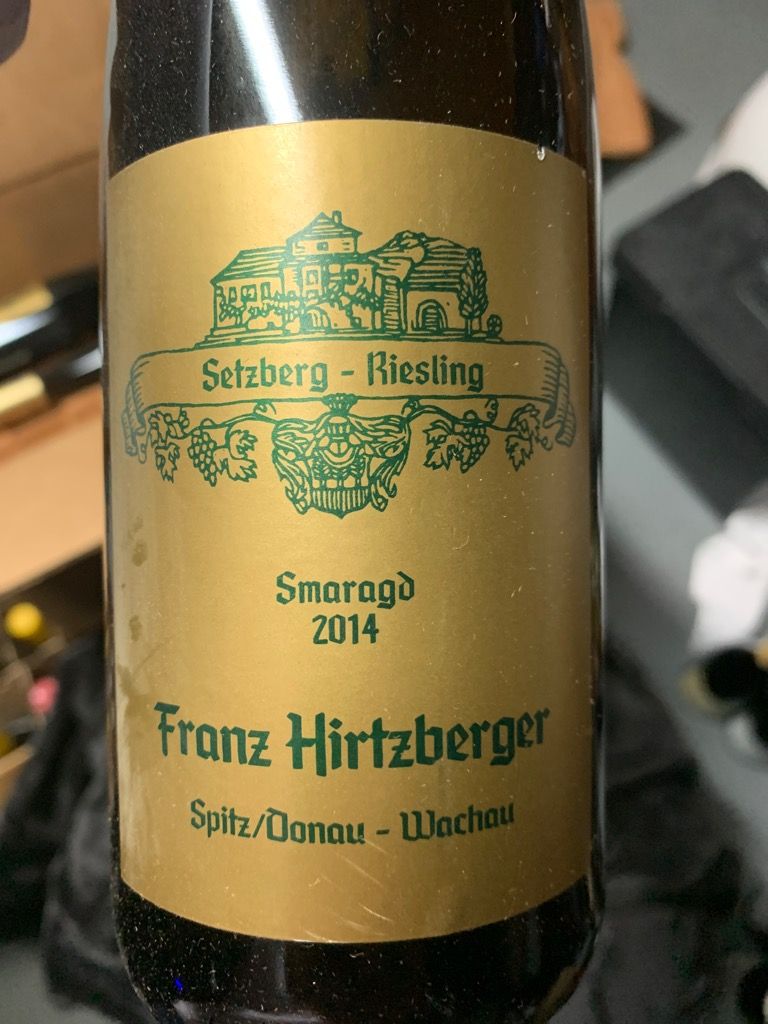 Setzberg - Riesling
Smaragd
2014
Franz Hirtzberger
Spitz/Donau - Wachau